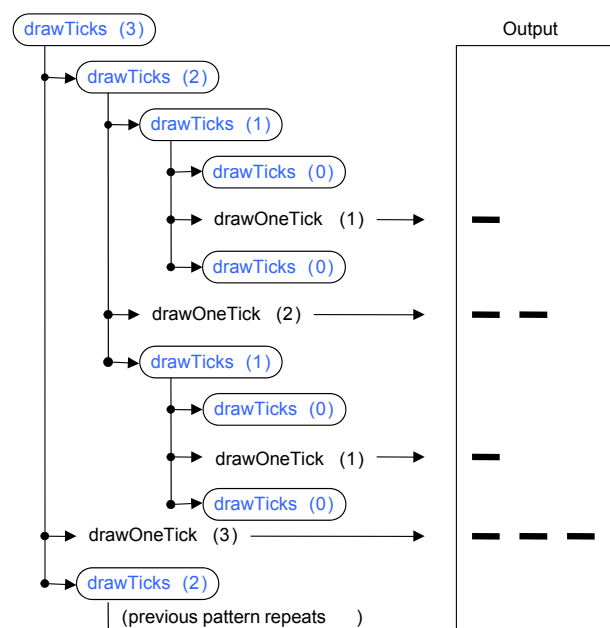 drawTicks (3)
Output
drawTicks (2)
drawTicks (1)
drawTicks (0)
drawOneTick (1)
drawTicks (0)
drawOneTick (2)
drawTicks (1)
drawTicks (0)
drawOneTick (1)
drawTicks (0)
drawOneTick (3)
drawTicks (2)
(previous pattern repeats )